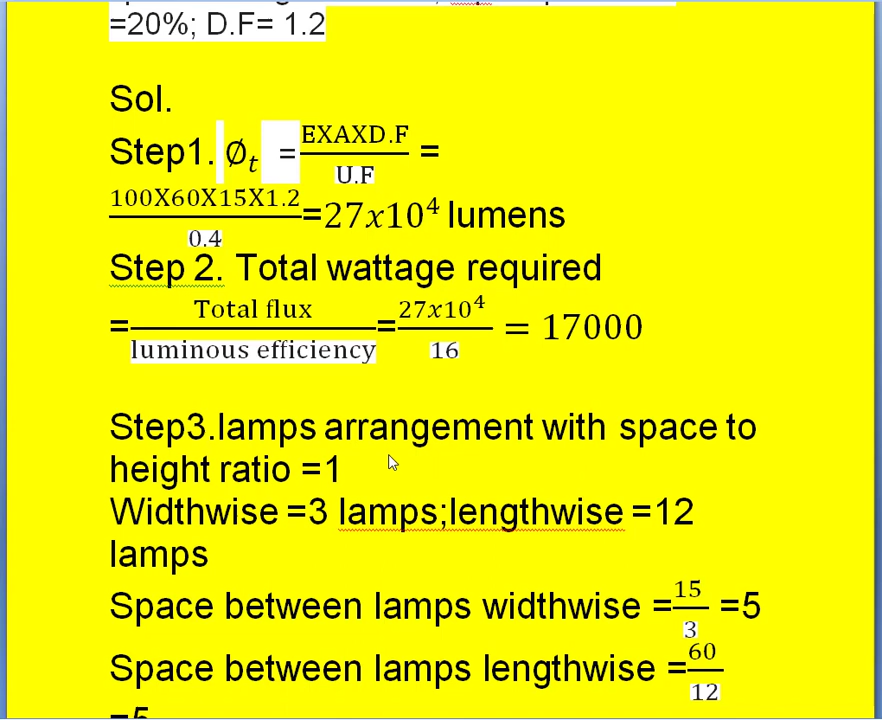 =20%; D.F= 1.2
Sol.
Step1. ∅t =EXAXD.F/U.F =
100X60X15X1.2/0.4=27x10⁴ lumens
Step 2. Total wattage required
=Total flux/luminous efficiency=27x10⁴/16 = 17000
Step3.lamps arrangement with space to
height ratio =1
Widthwise =3 lamps;lengthwise =12
lamps
Space between lamps widthwise =15/3 =5
Space between lamps lengthwise =60/12
=5